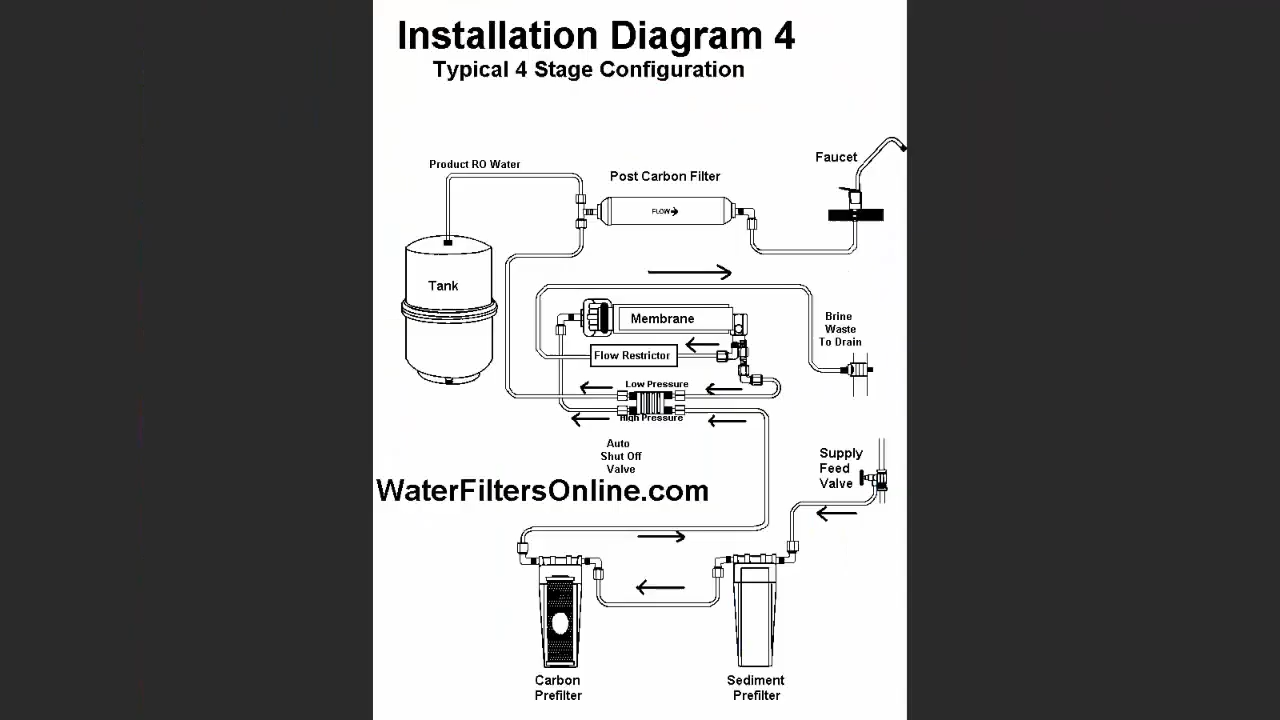 Installation Diagram 4
Typical 4 Stage Configuration
Product RO Water
Post Carbon Filter
Faucet
FLOW
Tank
Membrane
Brine
Waste
To Drain
Flow Restrictor
Low Pressure
High Pressure
Auto
Shut Off
Valve
Supply
Feed
Valve
WaterFiltersOnline.com
Carbon
Prefilter
Sediment
Prefilter